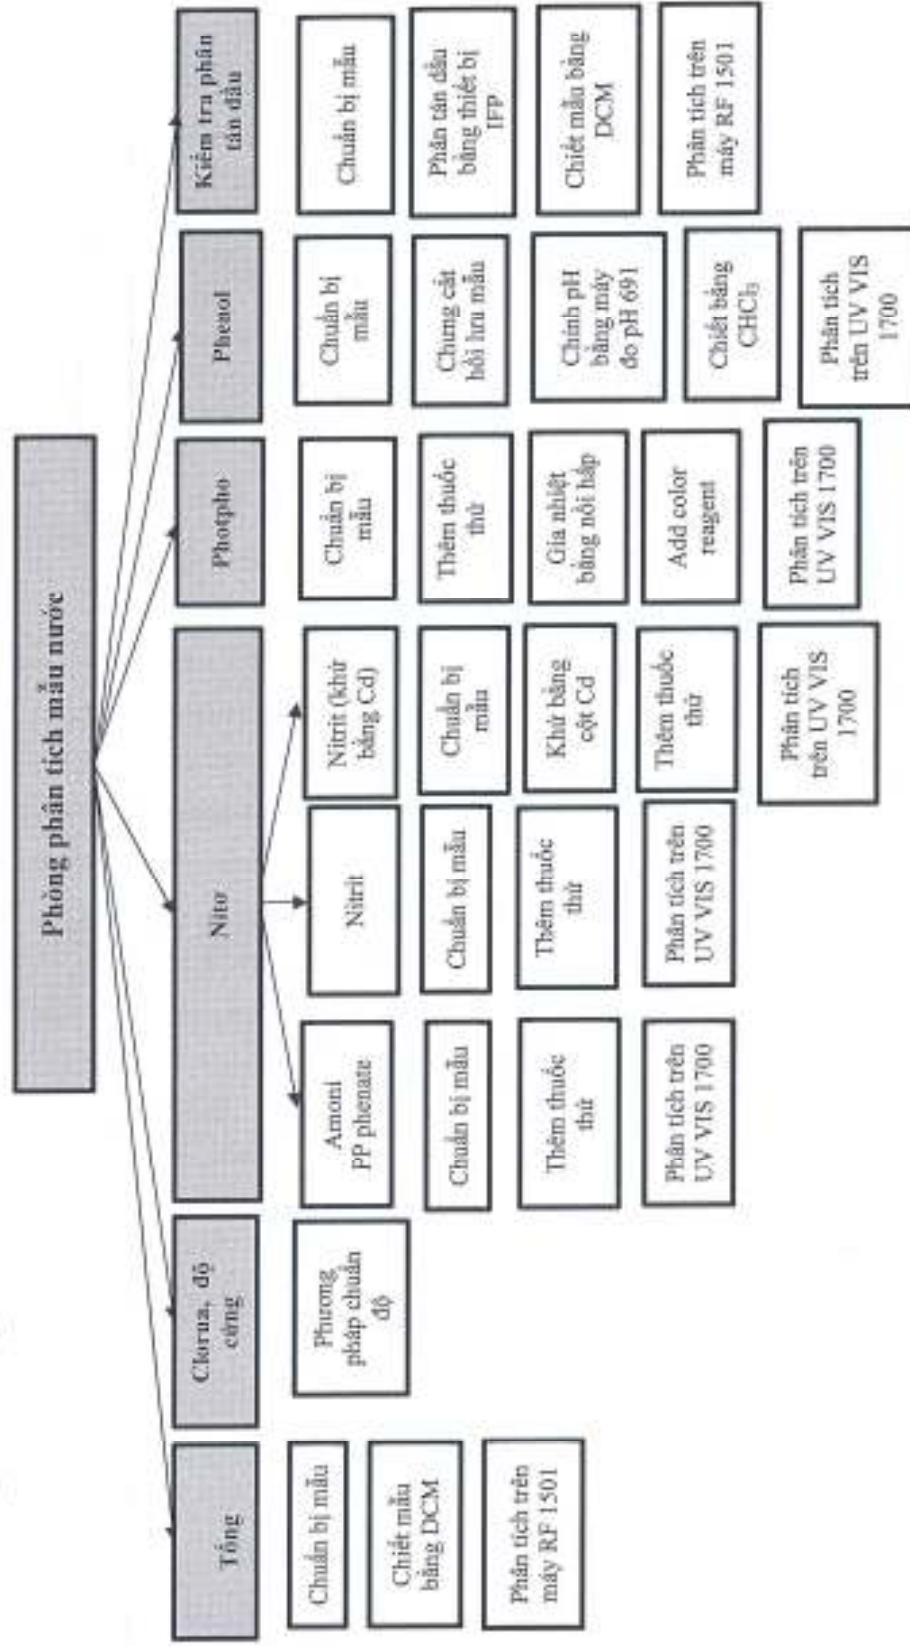 Phòng phân tích mẫu nước
Tổng
Clorua, độ
cứng
Nitơ
Photpho
Phenol
Kiểm tra phân
tán dầu
Chuẩn bị mẫu
Chiết mẫu
bằng DCM
Phân tích trên
máy RF 1501
Phương
pháp chuẩn
độ
Amoni
PP phenate
Chuẩn bị mẫu
Thêm thuốc
thử
Phân tích trên
UV VIS 1700
Nitrit
Chuẩn bị mẫu
Thêm thuốc
thử
Phân tích trên
UV VIS 1700
Nitrit (khử
bằng Cd)
Chuẩn bị
mẫu
Khử bằng
cột Cd
Thêm thuốc
thử
Phân tích
trên UV VIS
1700
Chuẩn bị
mẫu
Thêm thuốc
thử
Gia nhiệt
bằng nồi hấp
Add color
reagent
Phân tích trên
UV VIS 1700
Chuẩn bị
mẫu
Chưng cất
hồi lưu mẫu
Chỉnh pH
bằng máy
đo pH 691
Chiết bằng
CHCl₃
Phân tích
trên UV VIS
1700
Chuẩn bị mẫu
Phân tán dầu
bằng thiết bị
IFP
Chiết mẫu bằng
DCM
Phân tích trên
máy RF 1501